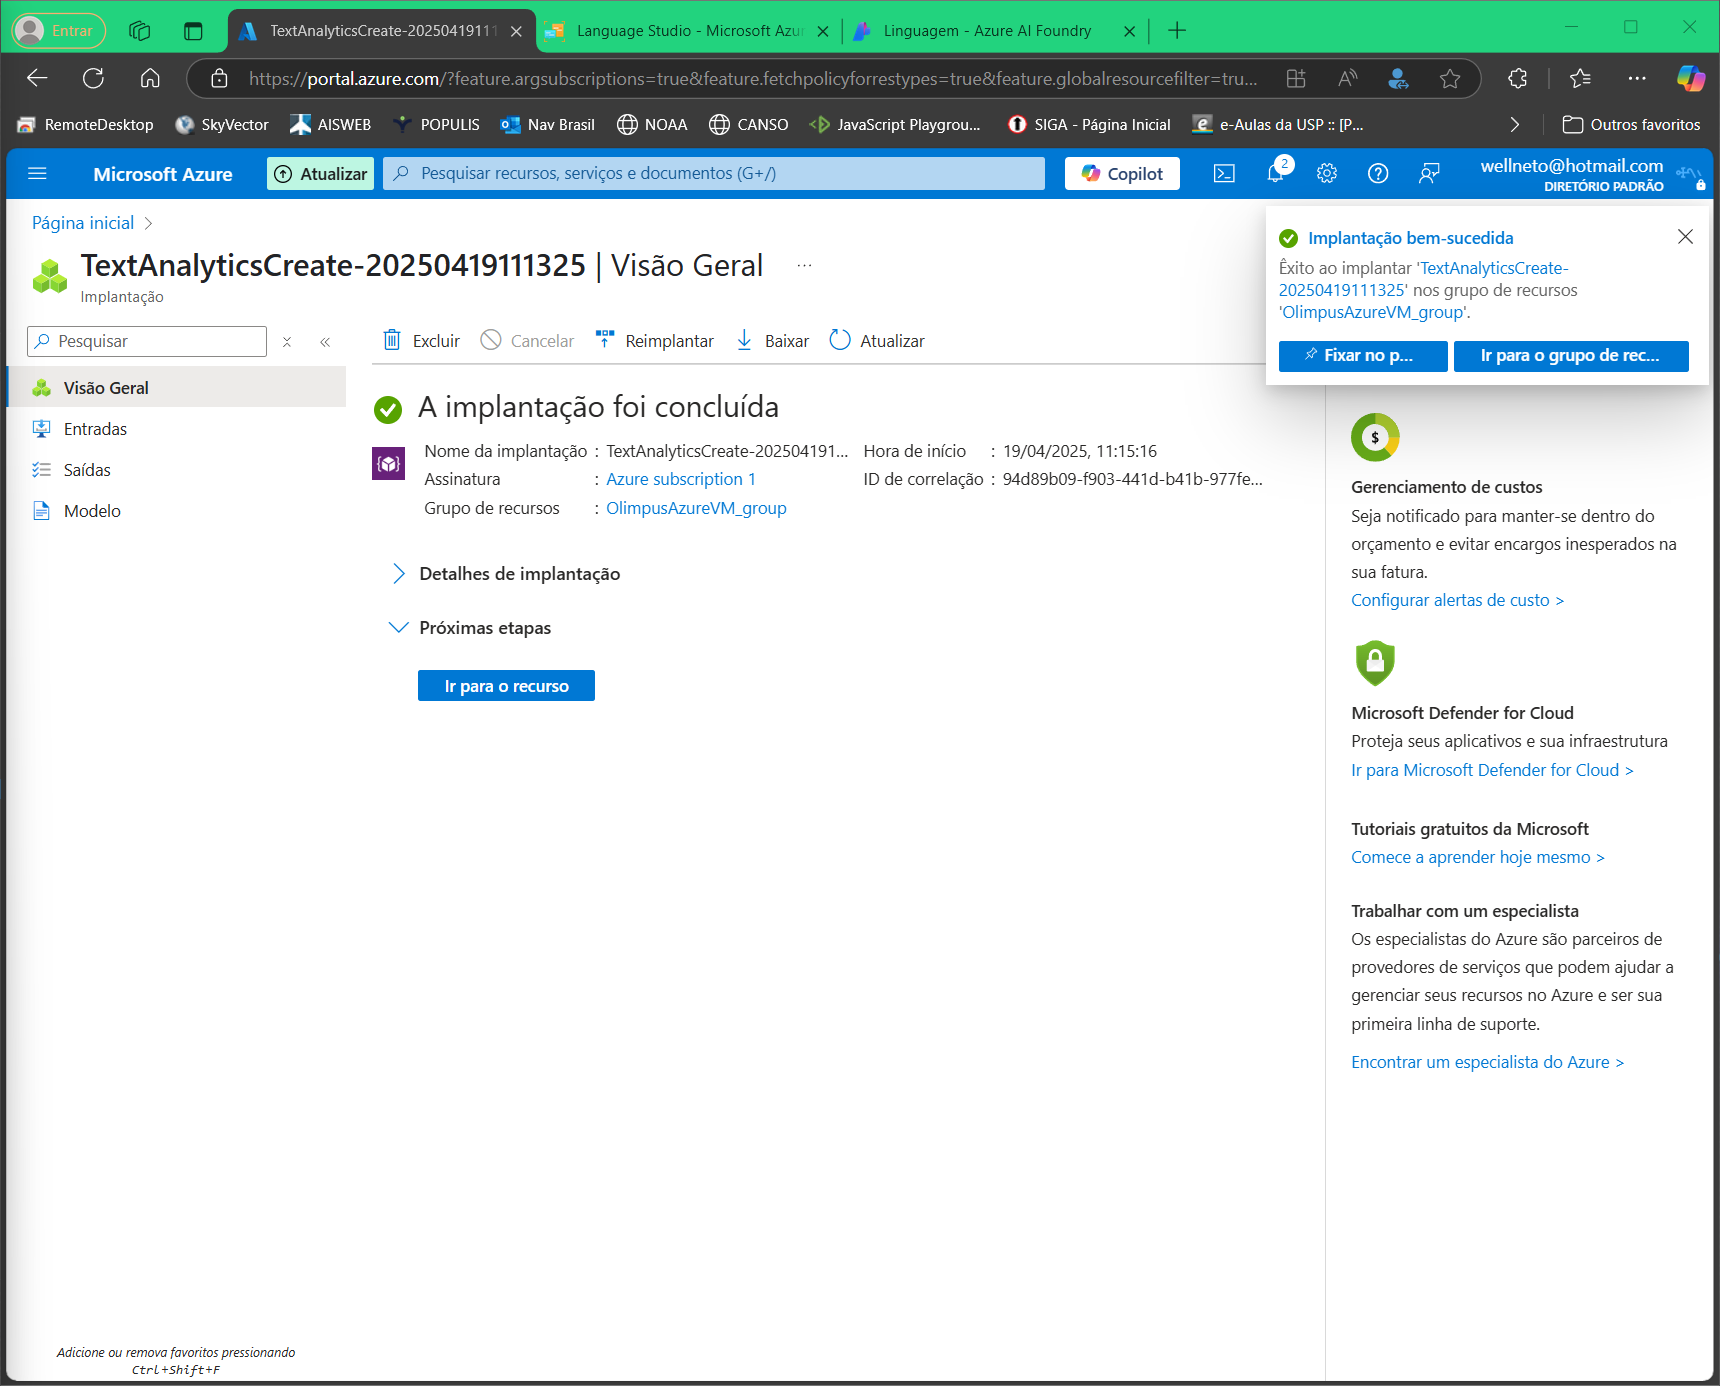 Entrar
TextAnalyticsCreate-20250419111
Language Studio - Microsoft Azur
Linguagem - Azure AI Foundry
https://portal.azure.com/?feature.argsubscriptions=true&feature.fetchpolicyforrestypes=true&feature.globalresourcefilter=tru...
RemoteDesktop
SkyVector
AISWEB
POPULIS
Nav Brasil
NOAA
CANSO
JavaScript Playgrou...
SIGA - Página Inicial
e-Aulas da USP :: [P...
Outros favoritos
Microsoft Azure
Atualizar
Pesquisar recursos, serviços e documentos (G+/)
Copilot
2
wellneto@hotmail.com
DIRETÓRIO PADRÃO
Página inicial
TextAnalyticsCreate-20250419111325 | Visão Geral
...
Implantação
Implantação bem-sucedida
Êxito ao implantar 'TextAnalyticsCreate-
20250419111325' nos grupo de recursos
'OlimpusAzureVM_group'.
Fixar no p...
Ir para o grupo de rec...
Pesquisar
Excluir
Cancelar
Reimplantar
Baixar
Atualizar
Visão Geral
Entradas
Saídas
Modelo
A implantação foi concluída
Nome da implantação : TextAnalyticsCreate-202504191...
Assinatura : Azure subscription 1
Grupo de recursos : OlimpusAzureVM_group
Hora de início : 19/04/2025, 11:15:16
ID de correlação : 94d89b09-f903-441d-b41b-977fe...
Detalhes de implantação
Próximas etapas
Ir para o recurso
$
Gerenciamento de custos
Seja notificado para manter-se dentro do
orçamento e evitar encargos inesperados na
sua fatura.
Configurar alertas de custo >
Microsoft Defender for Cloud
Proteja seus aplicativos e sua infraestrutura
Ir para Microsoft Defender for Cloud >
Tutoriais gratuitos da Microsoft
Comece a aprender hoje mesmo >
Trabalhar com um especialista
Os especialistas do Azure são parceiros de
provedores de serviços que podem ajudar a
gerenciar seus recursos no Azure e ser sua
primeira linha de suporte.
Encontrar um especialista do Azure >
Adicione ou remova favoritos pressionando
Ctrl+Shift+F